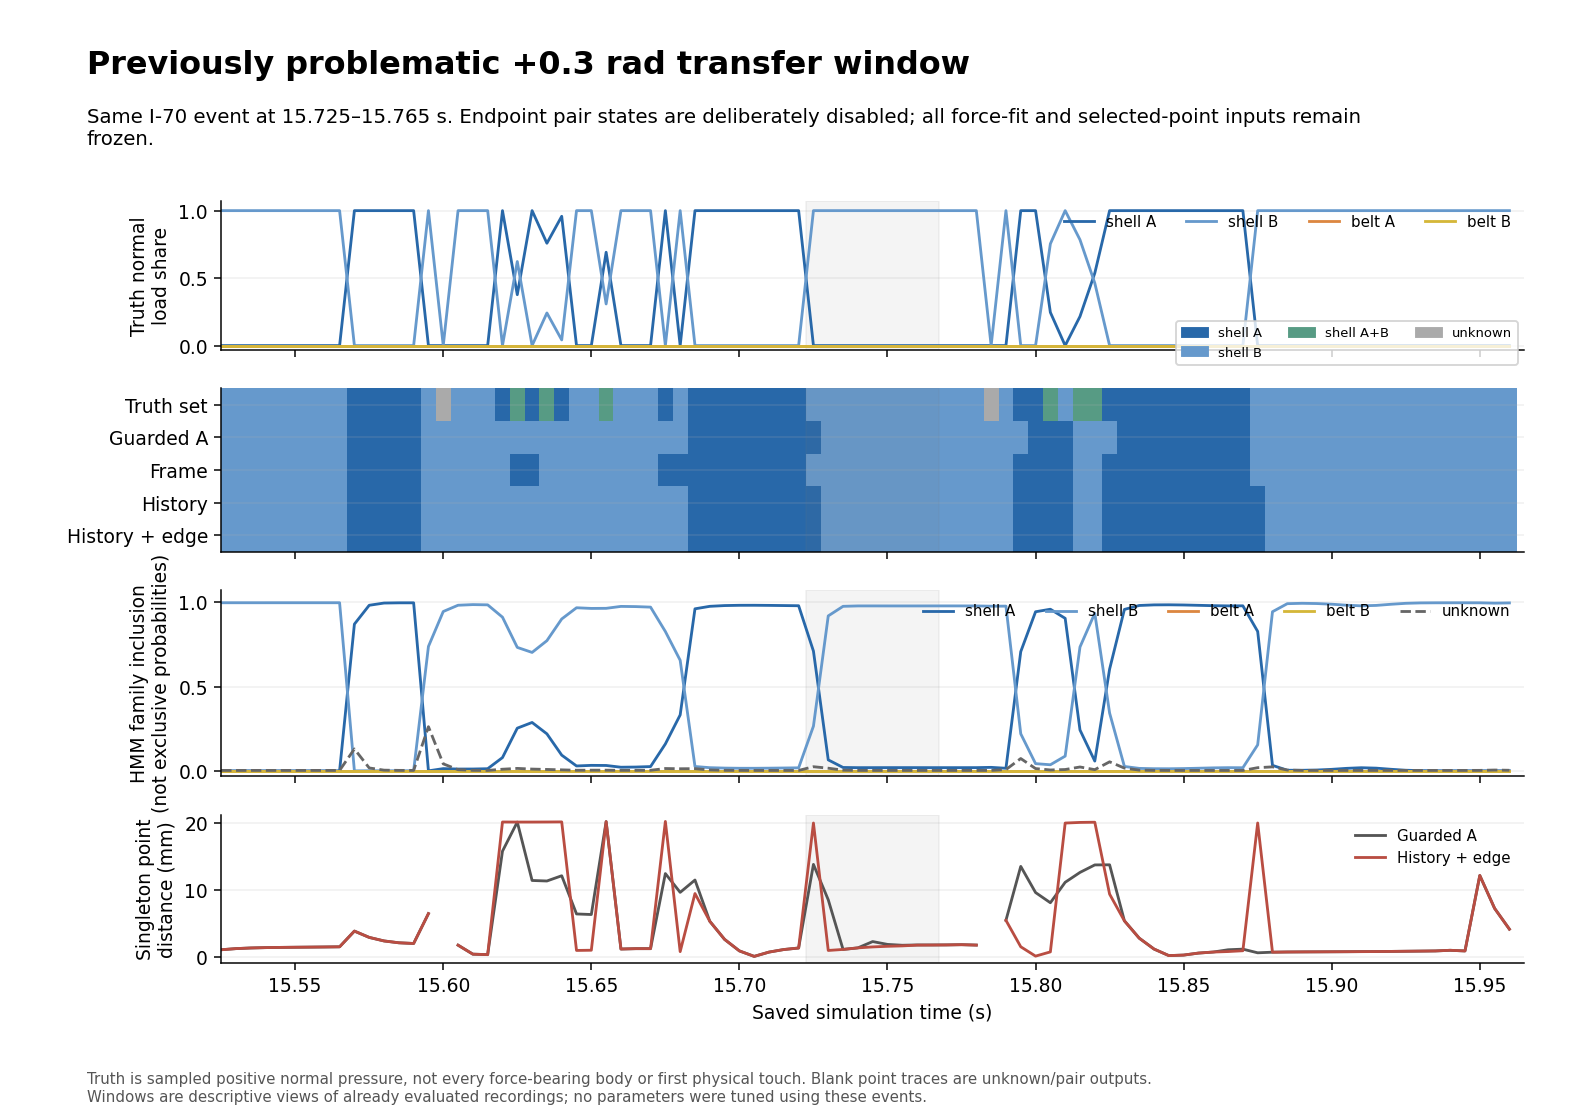 Previously problematic +0.3 rad transfer window
Same I-70 event at 15.725–15.765 s. Endpoint pair states are deliberately disabled; all force-fit and selected-point inputs remain
frozen.
Truth normal
load share
1.0
0.5
0.0
shell A
shell B
belt A
belt B
shell A
shell A+B
unknown
shell B
Truth set
Guarded A
Frame
History
History + edge
HMM family inclusion
(not exclusive probabilities)
1.0
0.5
0.0
shell A
shell B
belt A
belt B
unknown
Singleton point
distance (mm)
20
10
0
Guarded A
History + edge
15.55
15.60
15.65
15.70
15.75
15.80
15.85
15.90
15.95
Saved simulation time (s)
Truth is sampled positive normal pressure, not every force-bearing body or first physical touch. Blank point traces are unknown/pair outputs.
Windows are descriptive views of already evaluated recordings; no parameters were tuned using these events.